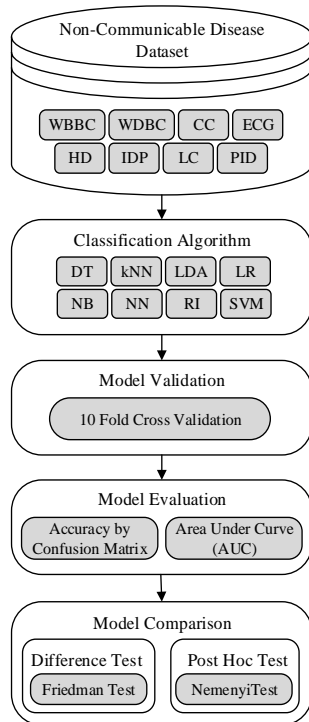 Non-Communicable Disease
Dataset
WBBC WDBC CC ECG
HD IDP LC PID
Classification Algorithm
DT kNN LDA LR
NB NN RI SVM
Model Validation
10 Fold Cross Validation
Model Evaluation
Accuracy by
Confusion Matrix
Area Under Curve
(AUC)
Model Comparison
Difference Test
Friedman Test
Post Hoc Test
NemenyiTest